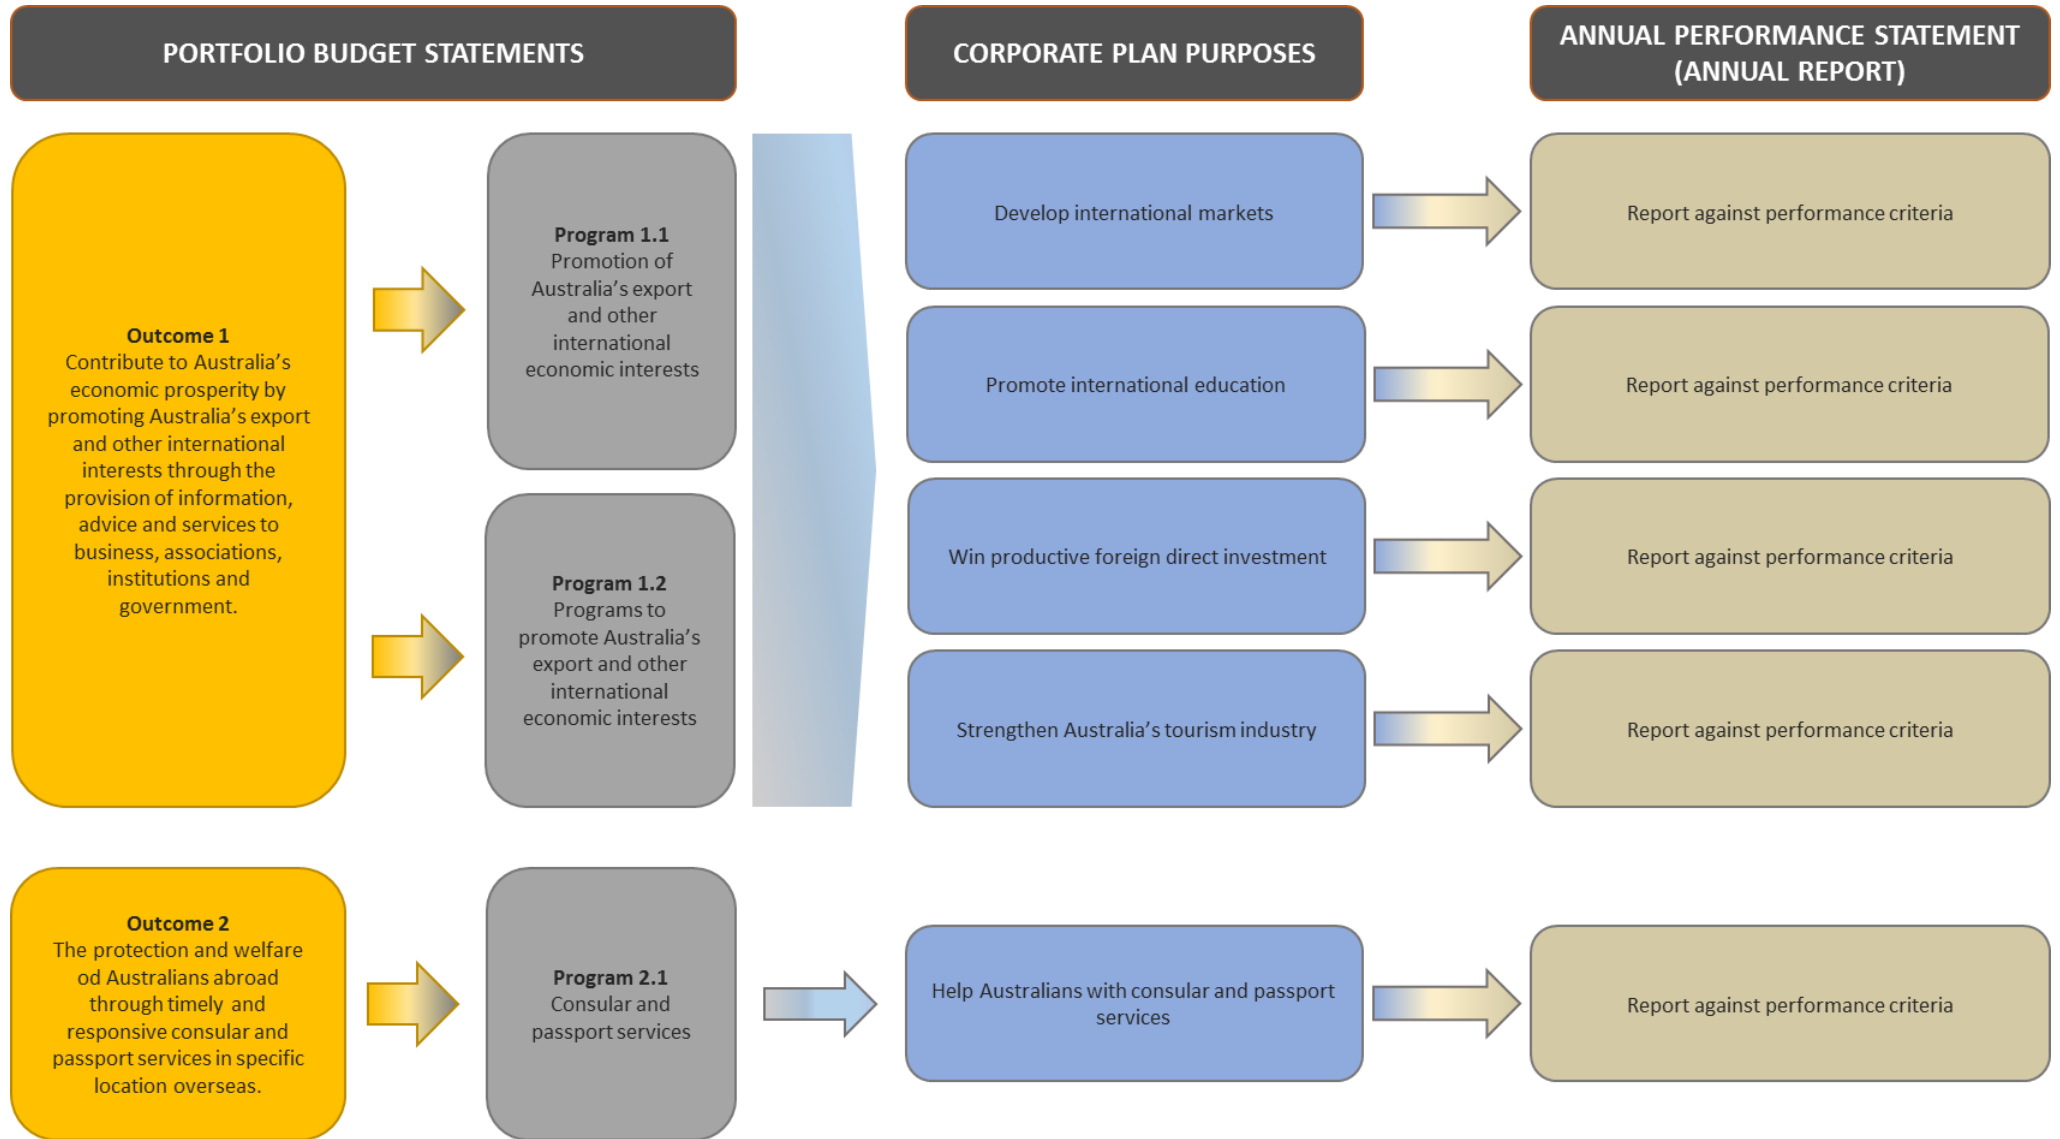 PORTFOLIO BUDGET STATEMENTS
CORPORATE PLAN PURPOSES
ANNUAL PERFORMANCE STATEMENT
(ANNUAL REPORT)
Outcome 1
Contribute to Australia's
economic prosperity by
promoting Australia's export
and other international
interests through the
provision of information,
advice and services to
business, associations,
institutions and
government.
Program 1.1
Promotion of
Australia's export
and other
international
economic interests
Program 1.2
Programs to
promote Australia's
export and other
international
economic interests
Develop international markets
Report against performance criteria
Promote international education
Report against performance criteria
Win productive foreign direct investment
Report against performance criteria
Strengthen Australia's tourism industry
Report against performance criteria
Outcome 2
The protection and welfare
od Australians abroad
through timely and
responsive consular and
passport services in specific
location overseas.
Program 2.1
Consular and
passport services
Help Australians with consular and passport
services
Report against performance criteria